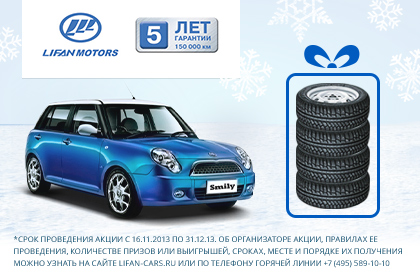 LIFAN MOTORS
5 ЛЕТ
ГАРАНТИИ
150 000 КМ
Smily
*СРОК ПРОВЕДЕНИЯ АКЦИИ С 16.11.2013 ПО 31.12.13. ОБ ОРГАНИЗАТОРЕ АКЦИИ, ПРАВИЛАХ ЕЕ
ПРОВЕДЕНИЯ, КОЛИЧЕСТВЕ ПРИЗОВ ИЛИ ВЫИГРЫШЕЙ, СРОКАХ, МЕСТЕ И ПОРЯДКЕ ИХ ПОЛУЧЕНИЯ
МОЖНО УЗНАТЬ НА САЙТЕ LIFAN-CARS.RU ИЛИ ПО ТЕЛЕФОНУ ГОРЯЧЕЙ ЛИНИИ +7 (495) 589-10-10